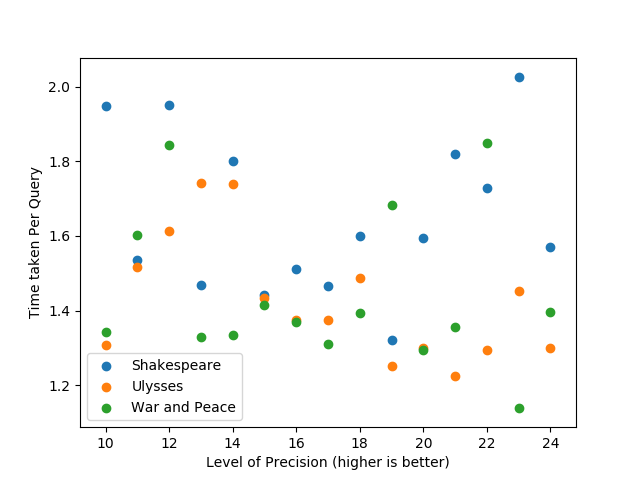 2.0
1.8
1.6
1.4
1.2
Time taken Per Query
Shakespeare
Ulysses
War and Peace
10 12 14 16 18 20 22 24
Level of Precision (higher is better)